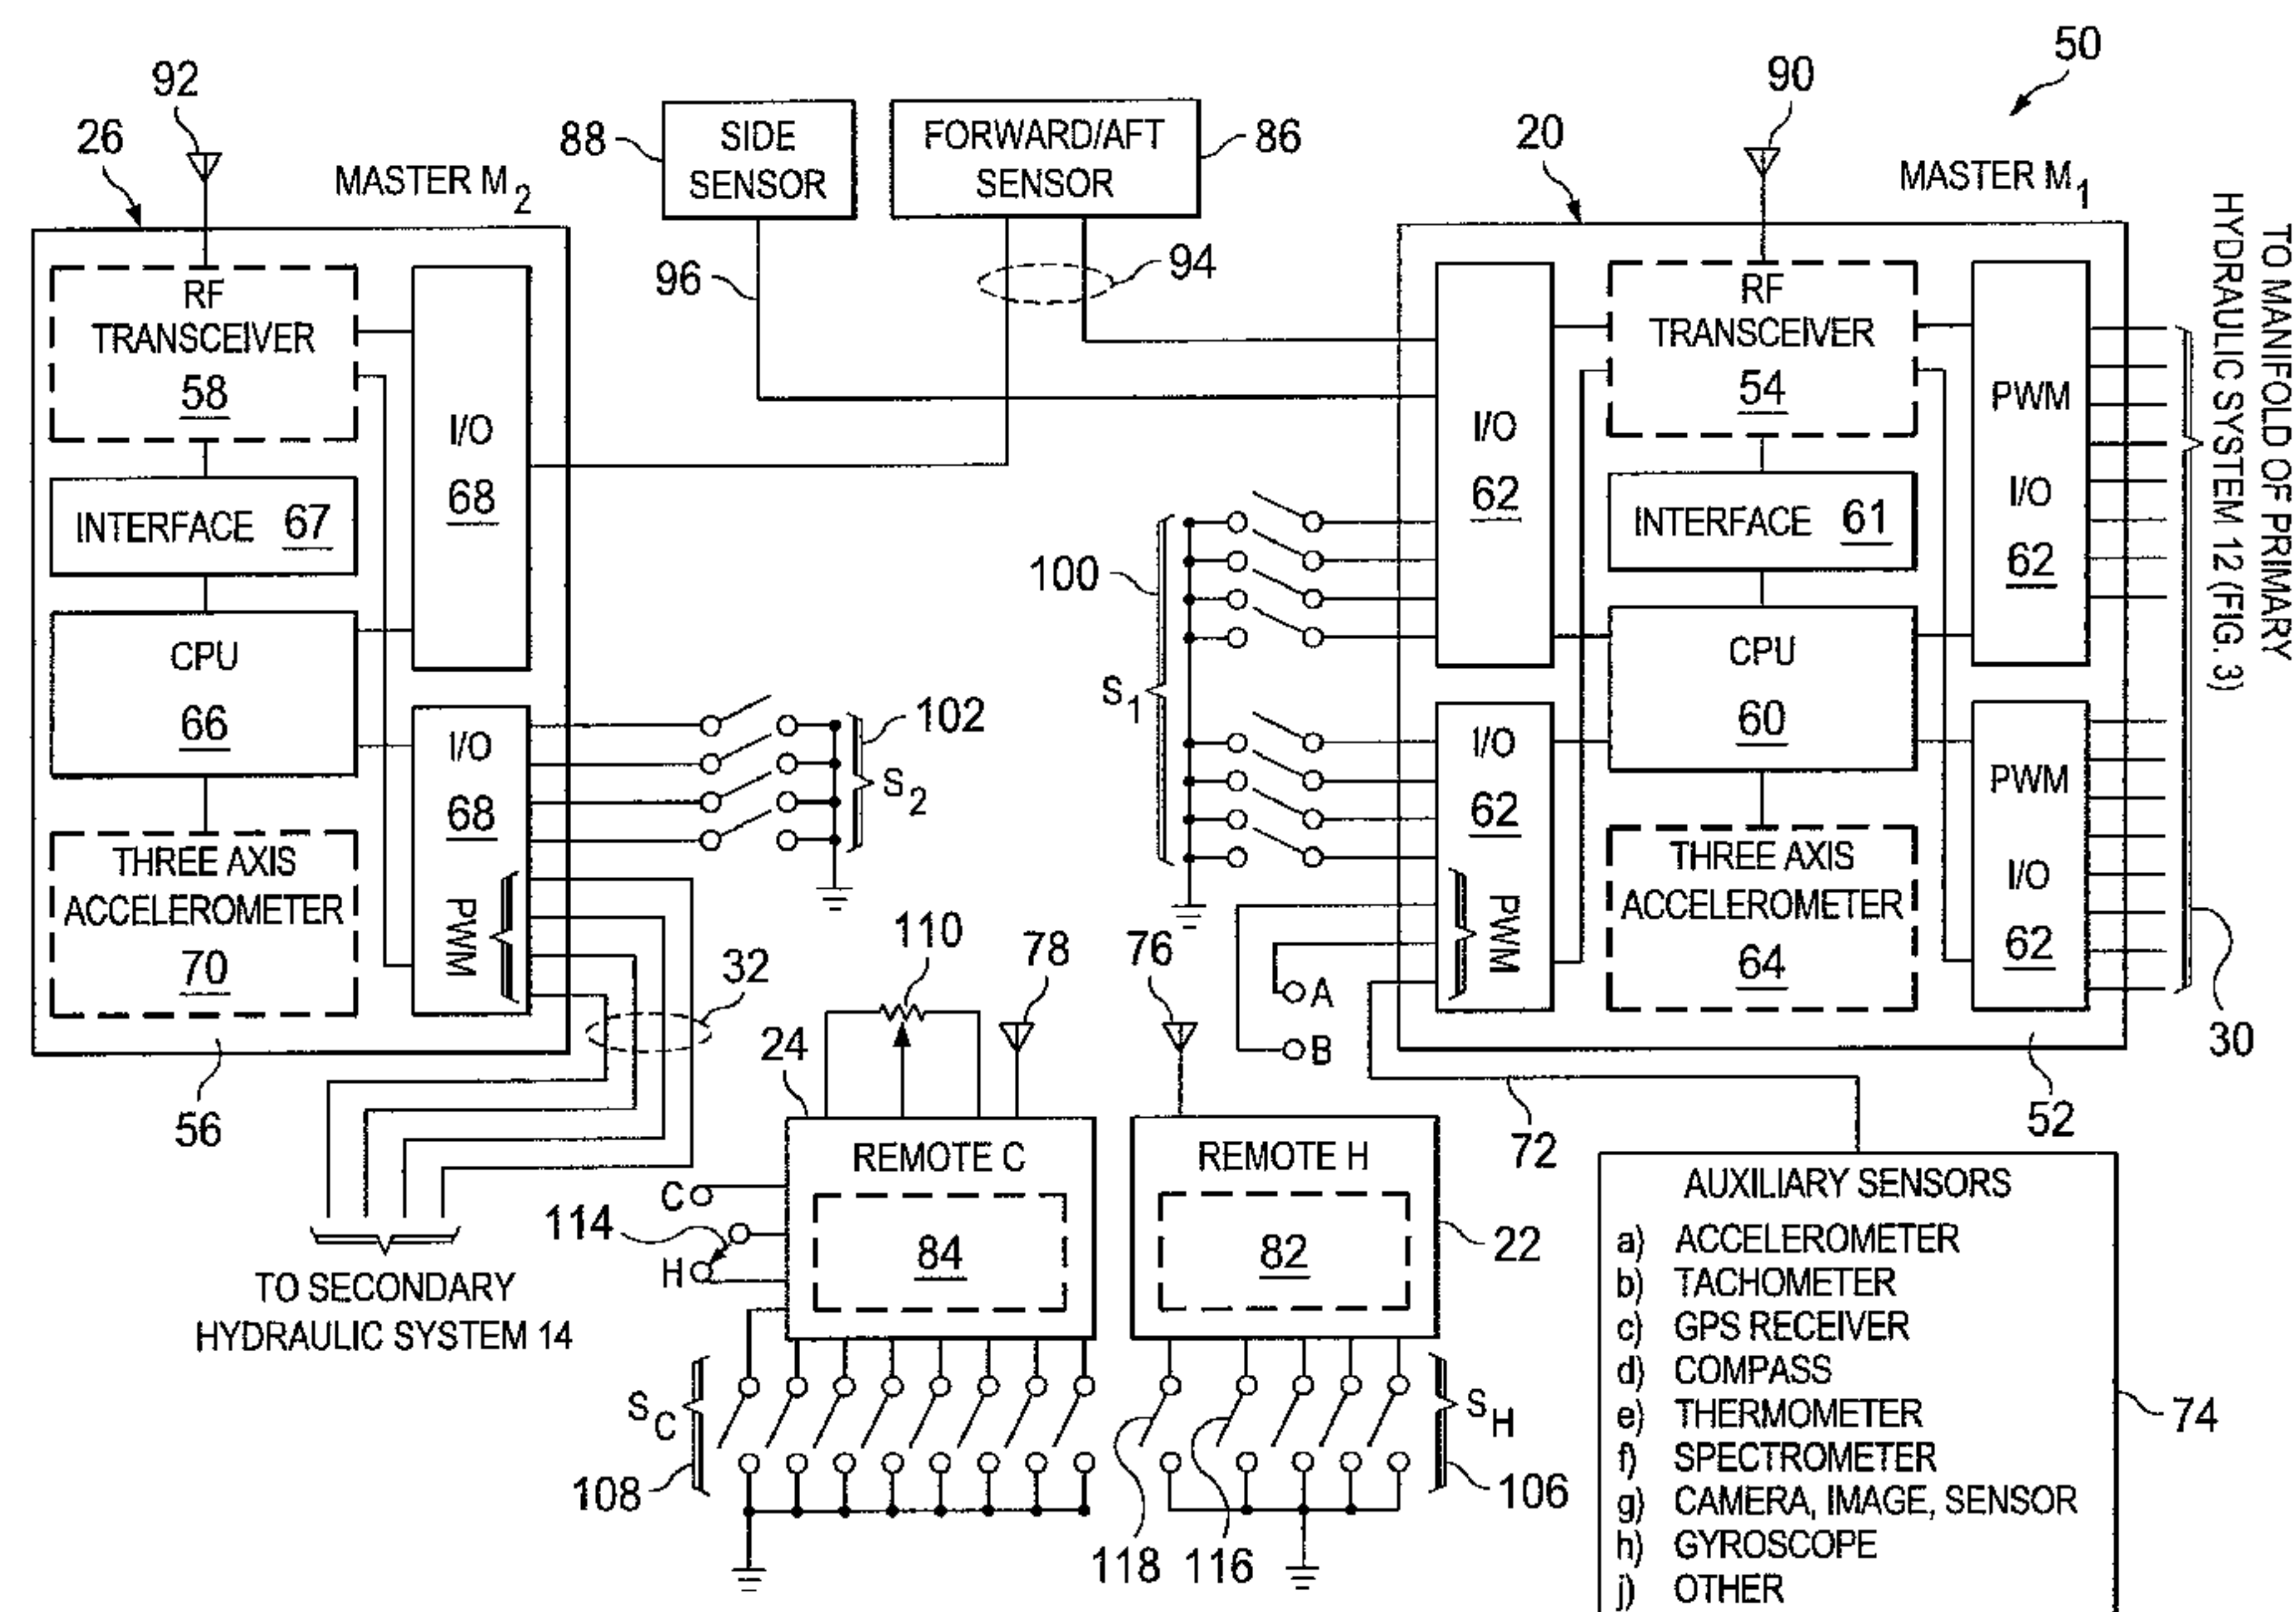 50
92
90
26
88
SIDE
SENSOR
FORWARD/AFT
SENSOR
86
20
MASTER M2
MASTER M1
TO MANIFOLD OF PRIMARY
HYDRAULIC SYSTEM 12 (FIG. 3)
96
94
RF
TRANSCEIVER
58
I/O
68
INTERFACE 67
CPU
66
I/O
68
PWM
THREE AXIS
ACCELEROMETER
70
56
102
S2
32
TO SECONDARY
HYDRAULIC SYSTEM 14
100
S1
I/O
62
RF
TRANSCEIVER
54
PWM
I/O
62
INTERFACE 61
CPU
60
I/O
62
PWM
THREE AXIS
ACCELEROMETER
64
PWM
I/O
62
30
52
A
B
72
110
78
76
24
REMOTE C
84
C
114
H
SC
108
REMOTE H
82
22
SH
106
118
116
AUXILIARY SENSORS
a) ACCELEROMETER
b) TACHOMETER
c) GPS RECEIVER
d) COMPASS
e) THERMOMETER
f) SPECTROMETER
g) CAMERA, IMAGE, SENSOR
h) GYROSCOPE
j) OTHER
74